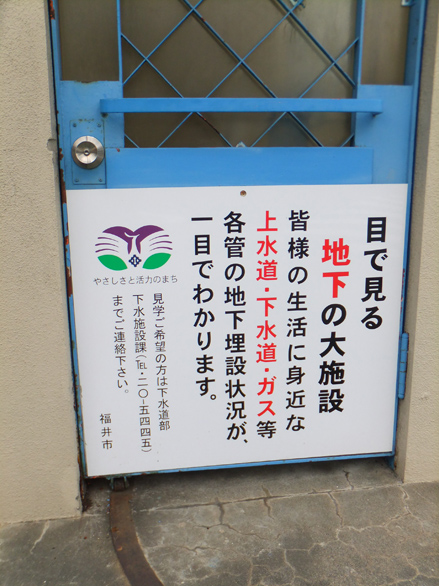 目で見る
地下の大施設
皆様の生活に身近な
上水道・下水道・ガス等
各管の地下埋設状況が、
一目でわかります。
やさしさと活力のまち
見学ご希望の方は下水道部
下水施設課(℡・二〇-五四四五)
までご連絡下さい。
福井市